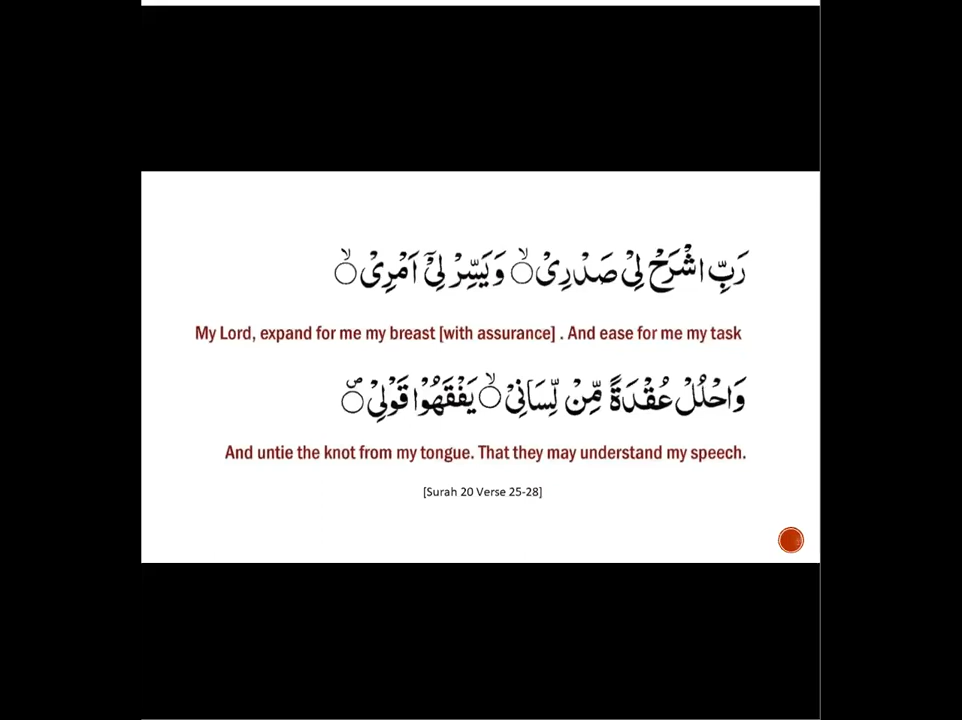 رَبِّ اشْرَحْ لِیْ صَدْرِیْ ۙ۝ وَیَسِّرْ لِیْۤ اَمْرِیْ ۙ۝
My Lord, expand for me my breast [with assurance] . And ease for me my task
وَاحْلُلْ عُقْدَةً مِّنْ لِّسَانِیْ ۙ۝ یَفْقَهُوْا قَوْلِیْ ۪۝
And untie the knot from my tongue. That they may understand my speech.
[Surah 20 Verse 25-28]